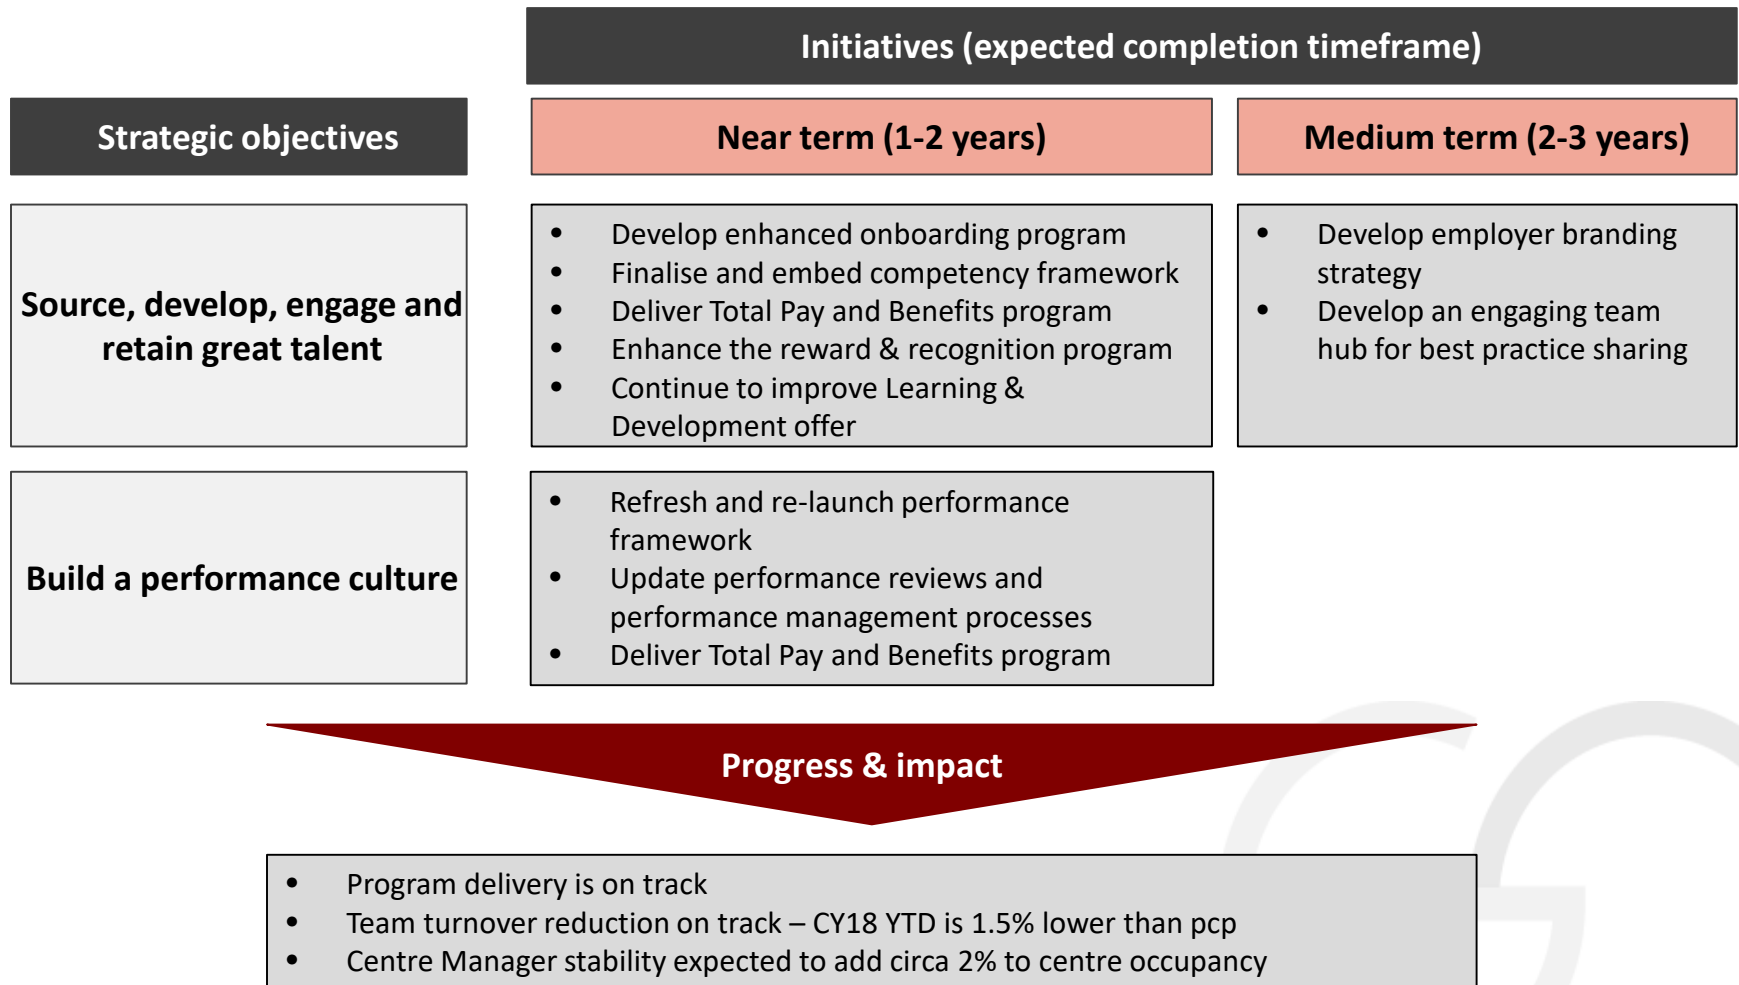 Initiatives (expected completion timeframe)
Strategic objectives
Near term (1-2 years)
Medium term (2-3 years)
Source, develop, engage and
retain great talent
• Develop enhanced onboarding program
• Finalise and embed competency framework
• Deliver Total Pay and Benefits program
• Enhance the reward & recognition program
• Continue to improve Learning &
Development offer
• Develop employer branding
strategy
• Develop an engaging team
hub for best practice sharing
Build a performance culture
• Refresh and re-launch performance
framework
• Update performance reviews and
performance management processes
• Deliver Total Pay and Benefits program
Progress & impact
• Program delivery is on track
• Team turnover reduction on track – CY18 YTD is 1.5% lower than pcp
• Centre Manager stability expected to add circa 2% to centre occupancy